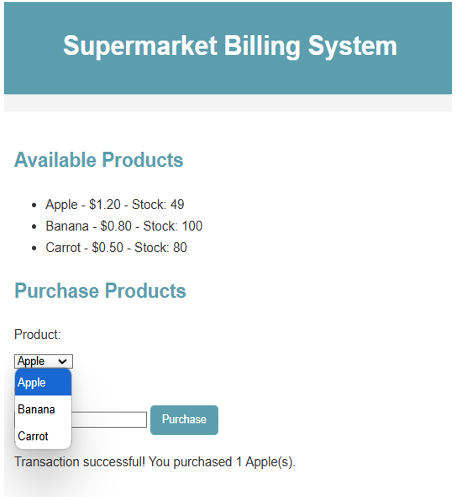 Supermarket Billing System
Available Products
Apple - $1.20 - Stock: 49
Banana - $0.80 - Stock: 100
Carrot - $0.50 - Stock: 80
Purchase Products
Product:
Apple
Apple
Banana
Carrot
Purchase
Transaction successful! You purchased 1 Apple(s).